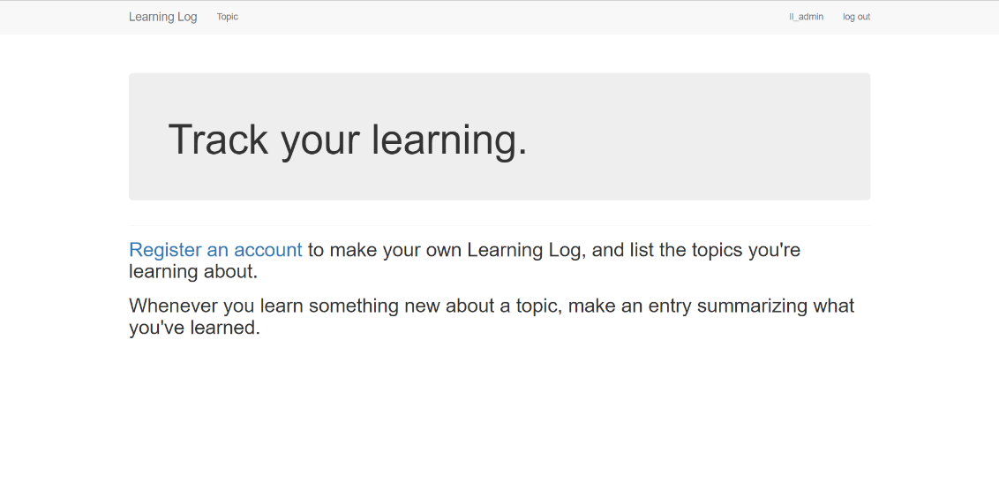 Learning Log Topic ll_admin log out
Track your learning.
Register an account to make your own Learning Log, and list the topics you're
learning about.
Whenever you learn something new about a topic, make an entry summarizing what
you've learned.